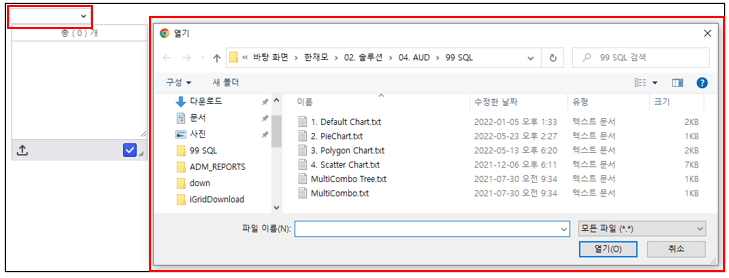 총 ( 0 ) 개
열기
« 바탕 화면 › 한재모 › 02. 솔루션 › 04. AUD › 99 SQL
99 SQL 검색
구성 새 폴더
다운로드
문서
사진
99 SQL
ADM_REPORTS
down
iGridDownload
이름 수정한 날짜 유형 크기
1. Default Chart.txt 2022-01-05 오후 1:33 텍스트 문서 2KB
2. PieChart.txt 2022-05-23 오후 2:27 텍스트 문서 1KB
3. Polygon Chart.txt 2022-05-13 오후 6:20 텍스트 문서 2KB
4. Scatter Chart.txt 2021-12-06 오후 6:11 텍스트 문서 7KB
MultiCombo Tree.txt 2021-07-30 오전 9:34 텍스트 문서 1KB
MultiCombo.txt 2021-07-30 오전 9:34 텍스트 문서 1KB
파일 이름(N):
모든 파일 (*.*)
열기(O) 취소